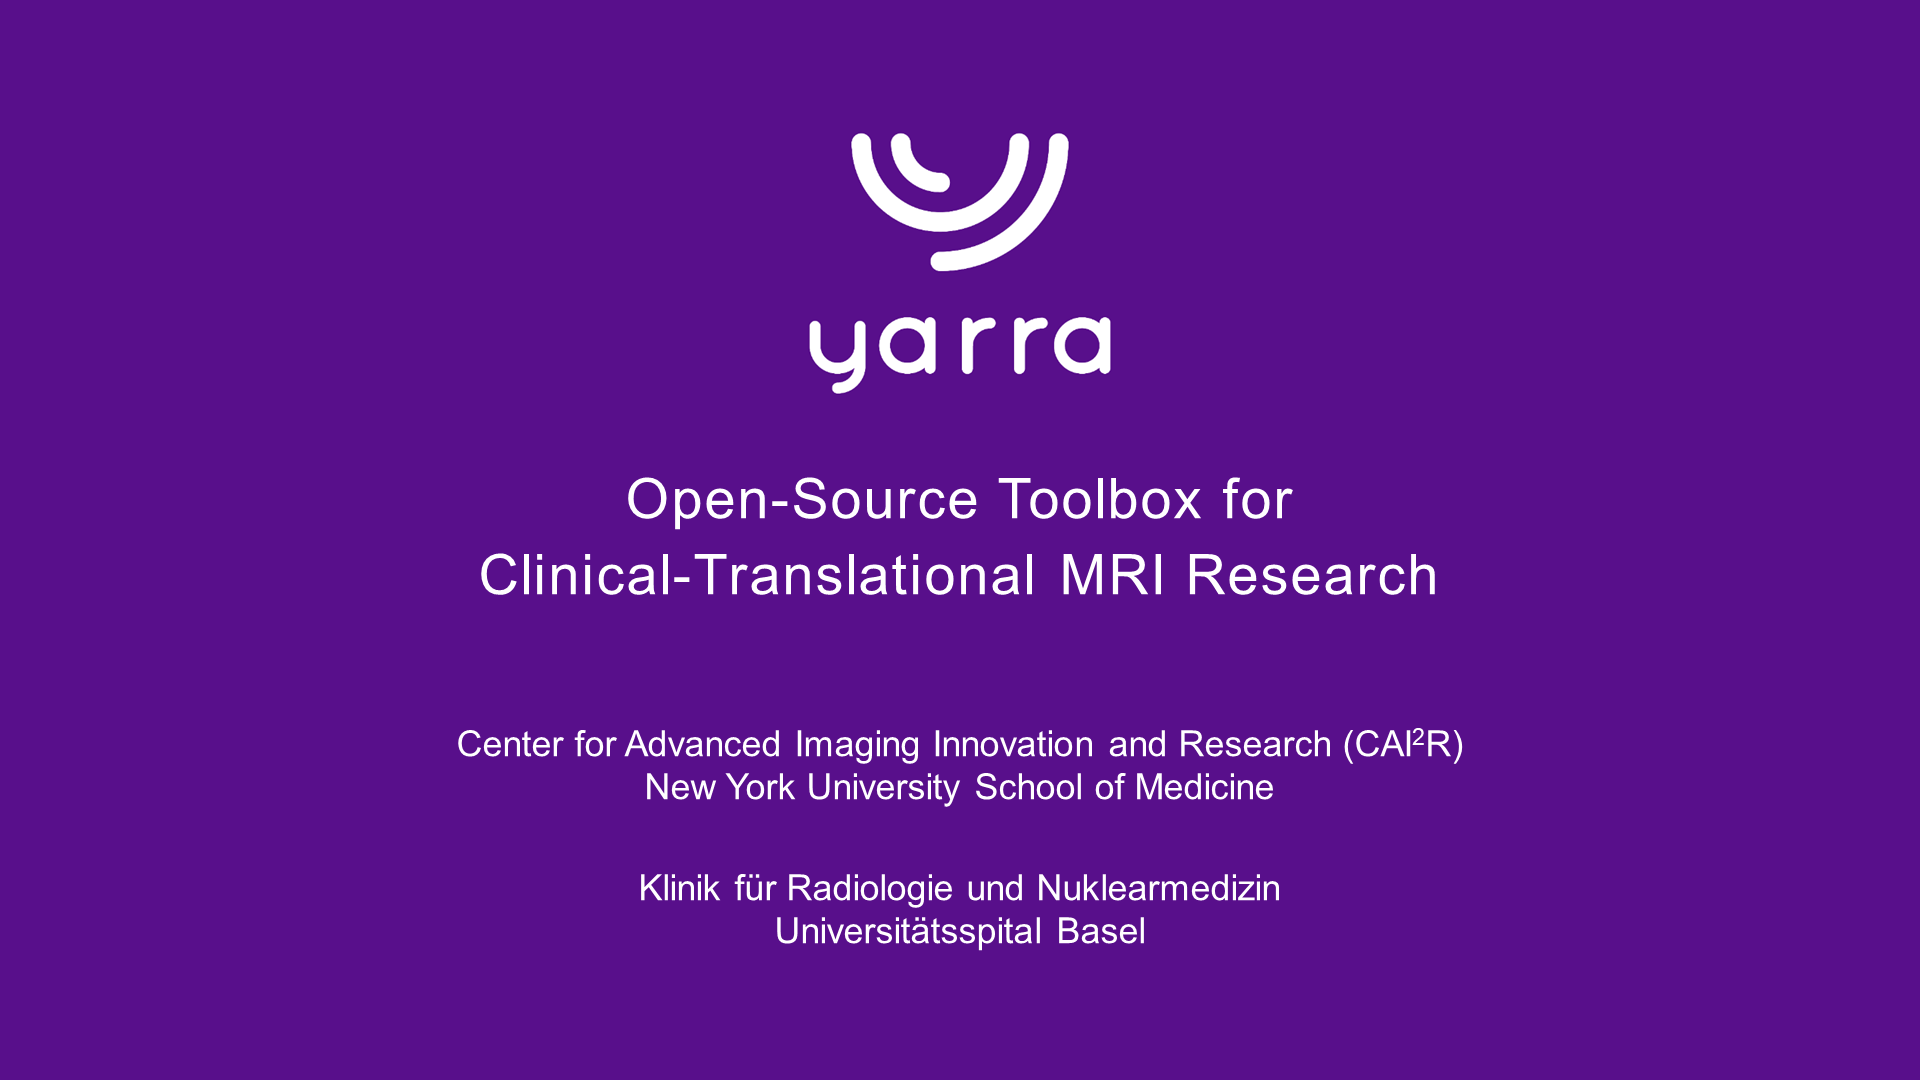 yarra
Open-Source Toolbox for
Clinical-Translational MRI Research
Center for Advanced Imaging Innovation and Research (CAI²R)
New York University School of Medicine
Klinik für Radiologie und Nuklearmedizin
Universitätsspital Basel